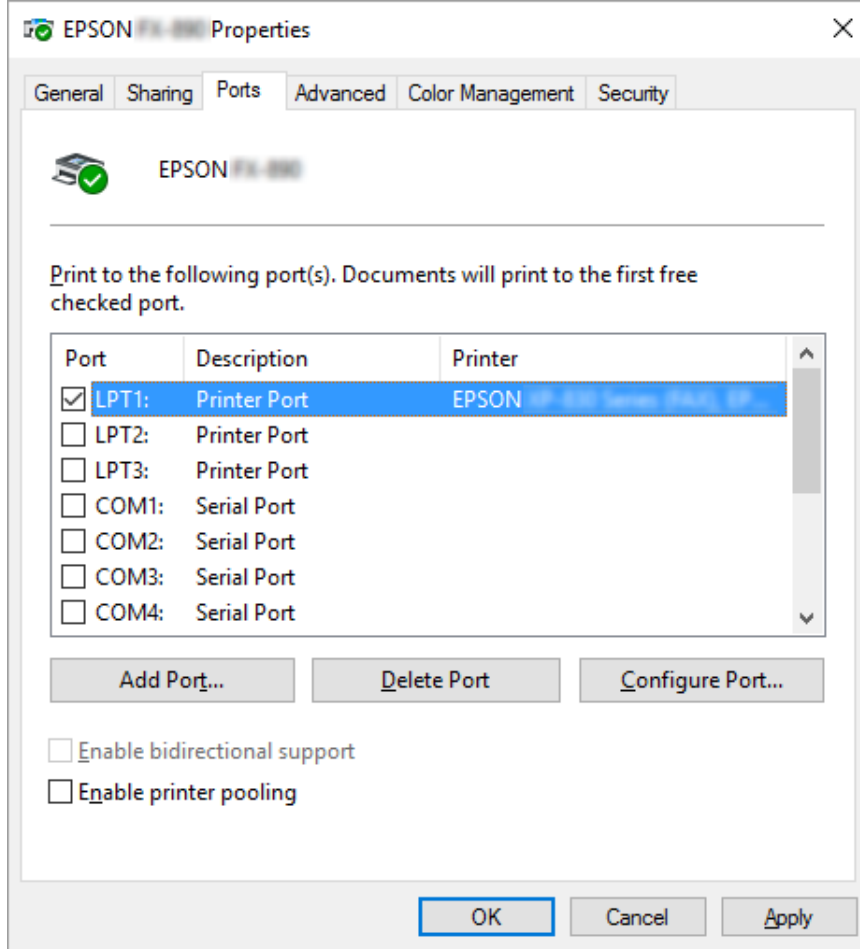 EPSON Properties
General Sharing Ports Advanced Color Management Security
EPSON
Print to the following port(s). Documents will print to the first free
checked port.
Port Description Printer
LPT1: Printer Port EPSON
LPT2: Printer Port
LPT3: Printer Port
COM1: Serial Port
COM2: Serial Port
COM3: Serial Port
COM4: Serial Port
Add Port... Delete Port Configure Port...
Enable bidirectional support
Enable printer pooling
OK Cancel Apply